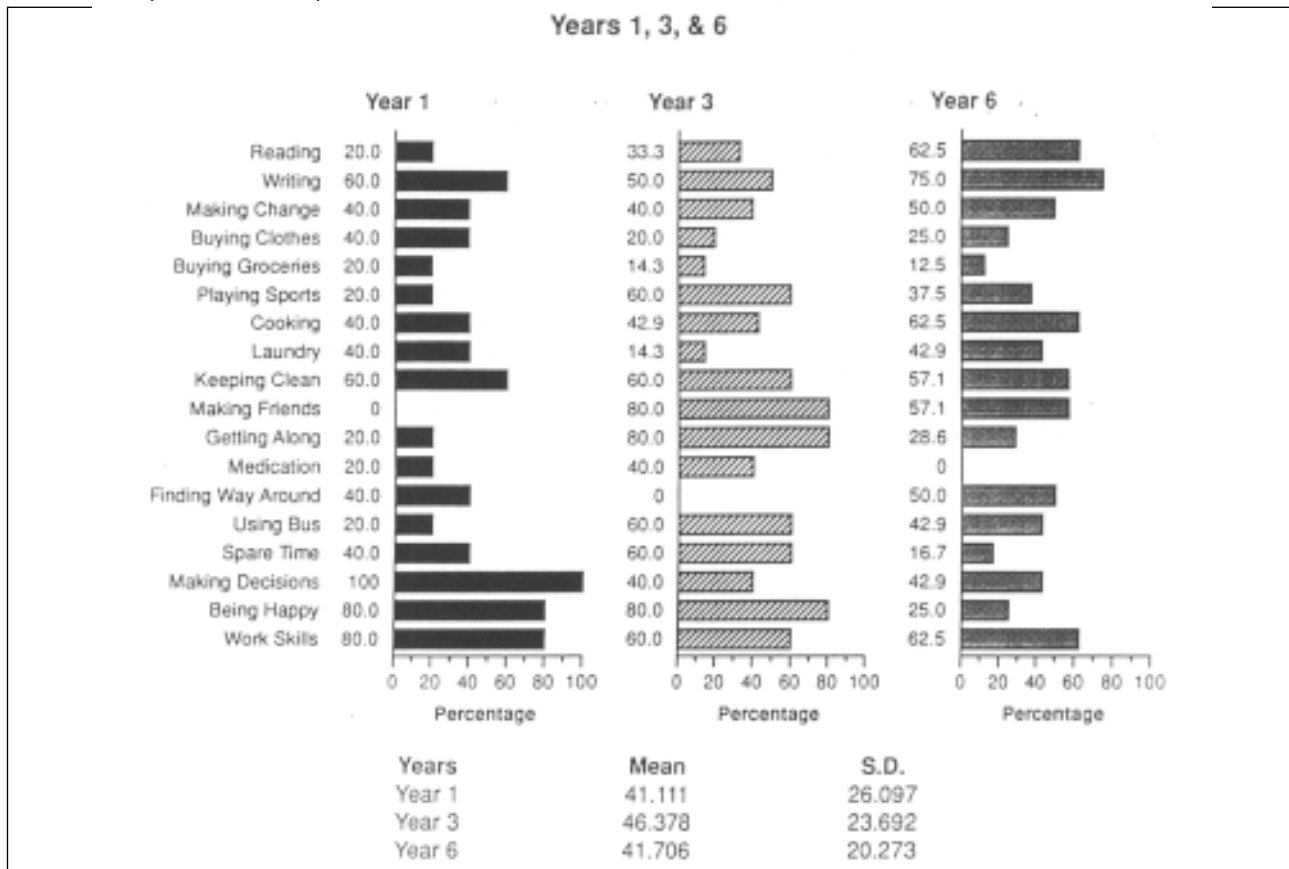 Years 1, 3, & 6
Year 1 Year 3 Year 6
Reading 20.0 33.3 62.5
Writing 60.0 50.0 75.0
Making Change 40.0 40.0 50.0
Buying Clothes 40.0 20.0 25.0
Buying Groceries 20.0 14.3 12.5
Playing Sports 20.0 60.0 37.5
Cooking 40.0 42.9 62.5
Laundry 40.0 14.3 42.9
Keeping Clean 60.0 60.0 57.1
Making Friends 0 80.0 57.1
Getting Along 20.0 80.0 28.6
Medication 20.0 40.0 0
Finding Way Around 40.0 0 50.0
Using Bus 20.0 60.0 42.9
Spare Time 40.0 60.0 16.7
Making Decisions 100 40.0 42.9
Being Happy 80.0 80.0 25.0
Work Skills 80.0 60.0 62.5
0 20 40 60 80 100 0 20 40 60 80 100 0 20 40 60 80 100
Percentage Percentage Percentage
Years Mean S.D.
Year 1 41.111 26.097
Year 3 46.378 23.692
Year 6 41.706 20.273